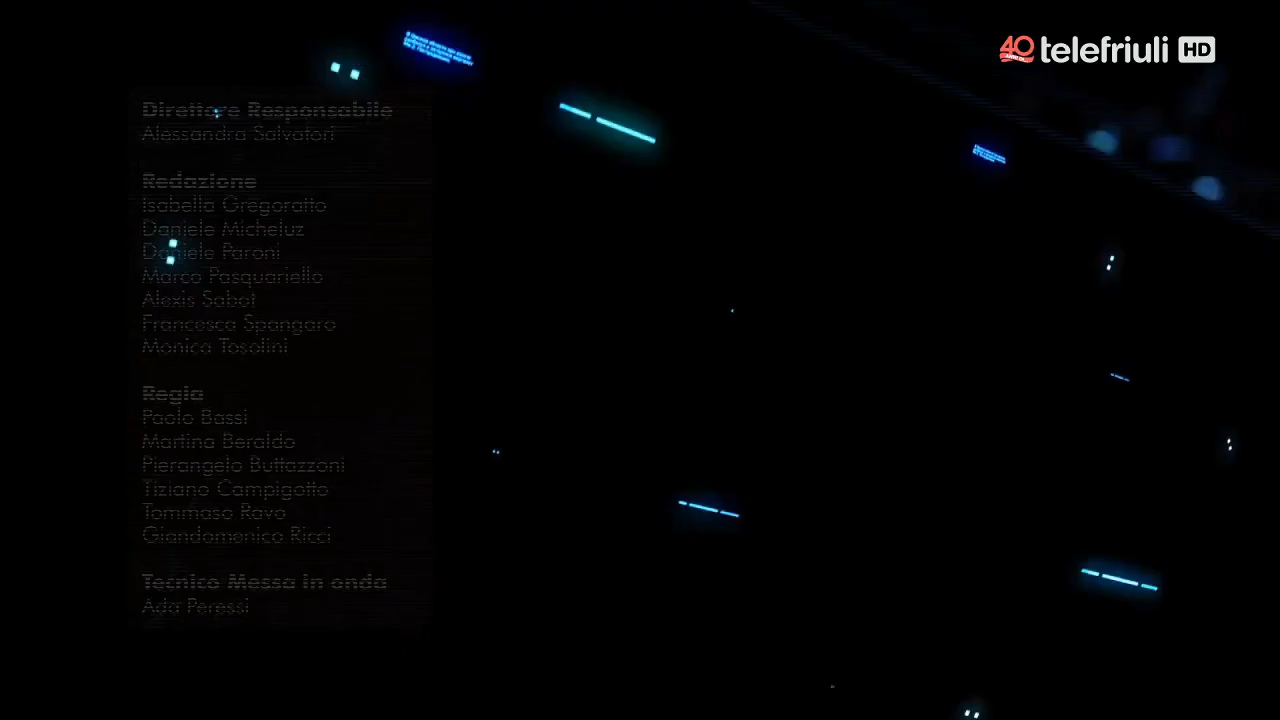 40
telefriuli HD
Direttore Responsabile
Alessandra Salvatori
Redazione
Isabella Gregoratto
Daniele Micheluz
Daniele Paroni
Marco Pasquariello
Alexis Sabot
Francesca Spangaro
Monica Tosolini
Regia
Paolo Bassi
Martina Beraldo
Pierangelo Buttazzoni
Tiziano Campigotto
Tommaso Ravo
Giandomenico Ricci
Tecnico Messa in onda
Ada Peressi